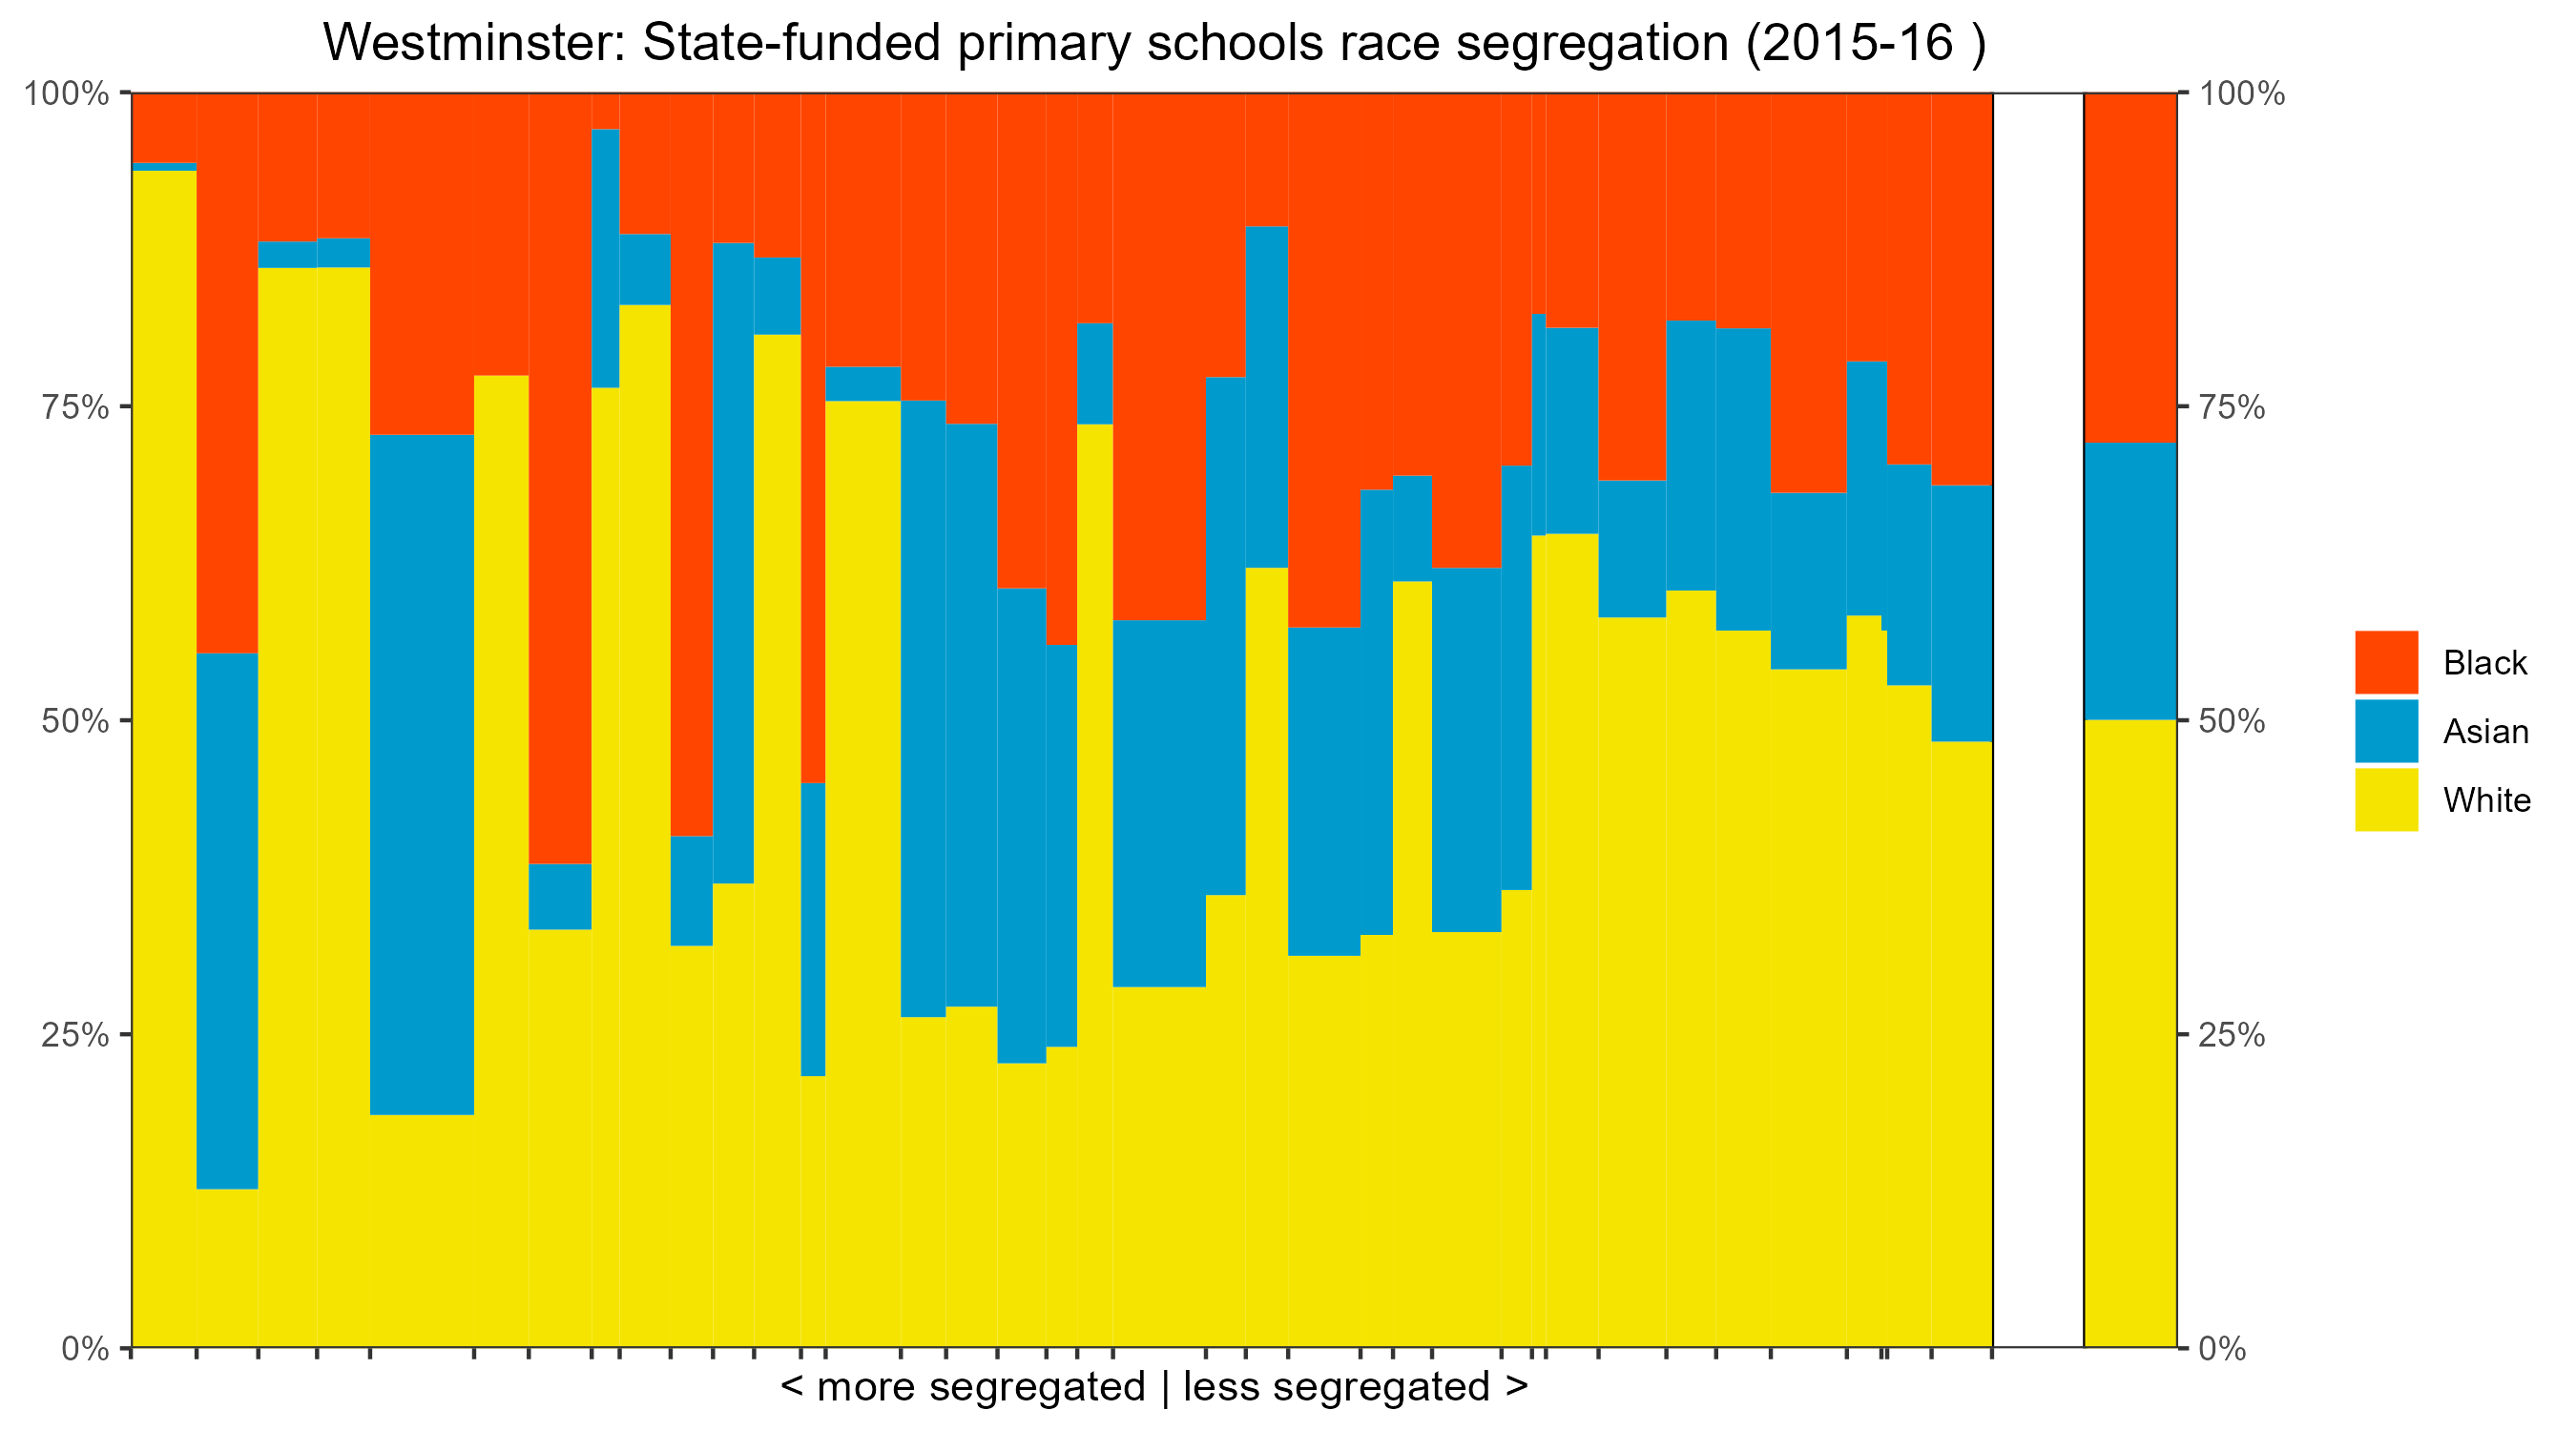 Westminster: State-funded primary schools race segregation (2015-16 )
100%
75%
50%
25%
0%
100%
75%
50%
25%
0%
Black
Asian
White
< more segregated | less segregated >